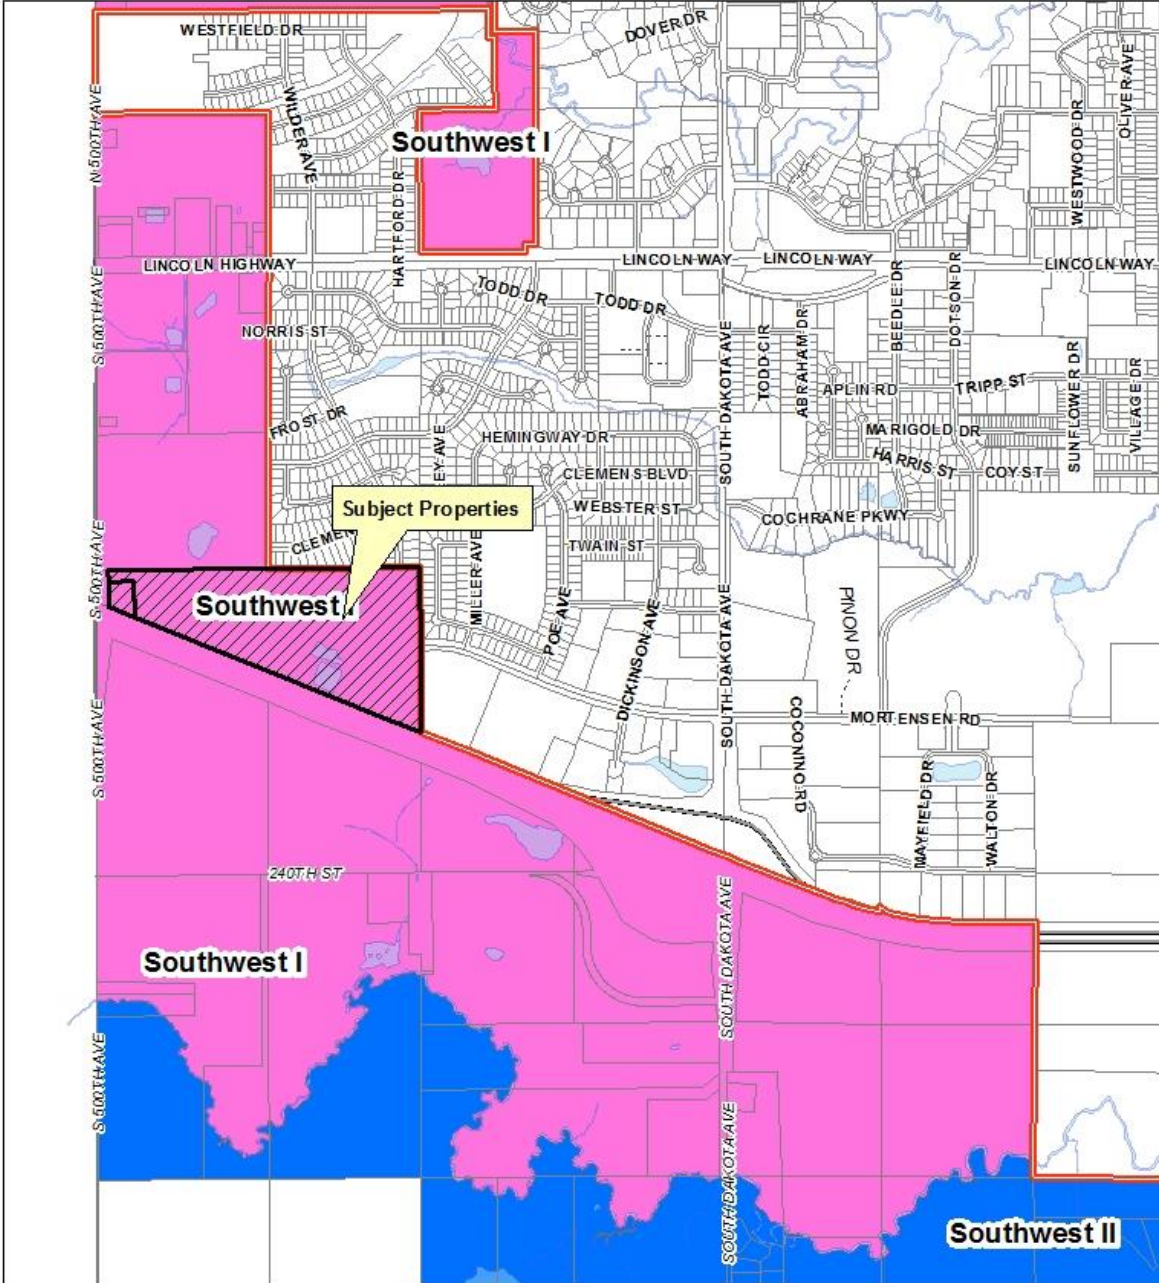 WESTFIELD DR
DOVER DR
OLIVER AVE
N 500TH AVE
WILDER AVE
WESTWOOD DR
Southwest I
HARTFORD DR
LINCOLN HIGHWAY
LINCOLN WAY
LINCOLN WAY
LINCOLN WAY
S 500TH AVE
TODD DR
TODD DR
BEEDLE DR
DOTSON DR
NORRIS ST
SOUTH DAKOTA AVE
TODD CIR
ABRAHAM DR
APLIN RD
TRIPP ST
SUNFLOWER DR
VILLAGE DR
FROST DR
EY AVE
HEMINGWAY DR
MARIGOLD DR
HARRIS ST
COY ST
CLEMENS BLVD
Subject Properties
WEBSTER ST
COCHRANE PKWY
CLEMEN
TWAIN ST
S 500TH AVE
MILLER AVE
Southwest I
POE AVE
DICKINSON AVE
SOUTH DAKOTA AVE
PINON DR
S 500TH AVE
MORTENSEN RD
COCONINO RD
MAYFIELD DR
WALTON DR
240TH ST
SOUTH DAKOTA AVE
Southwest I
S 500TH AVE
SOUTH DAKOTA AVE
Southwest II